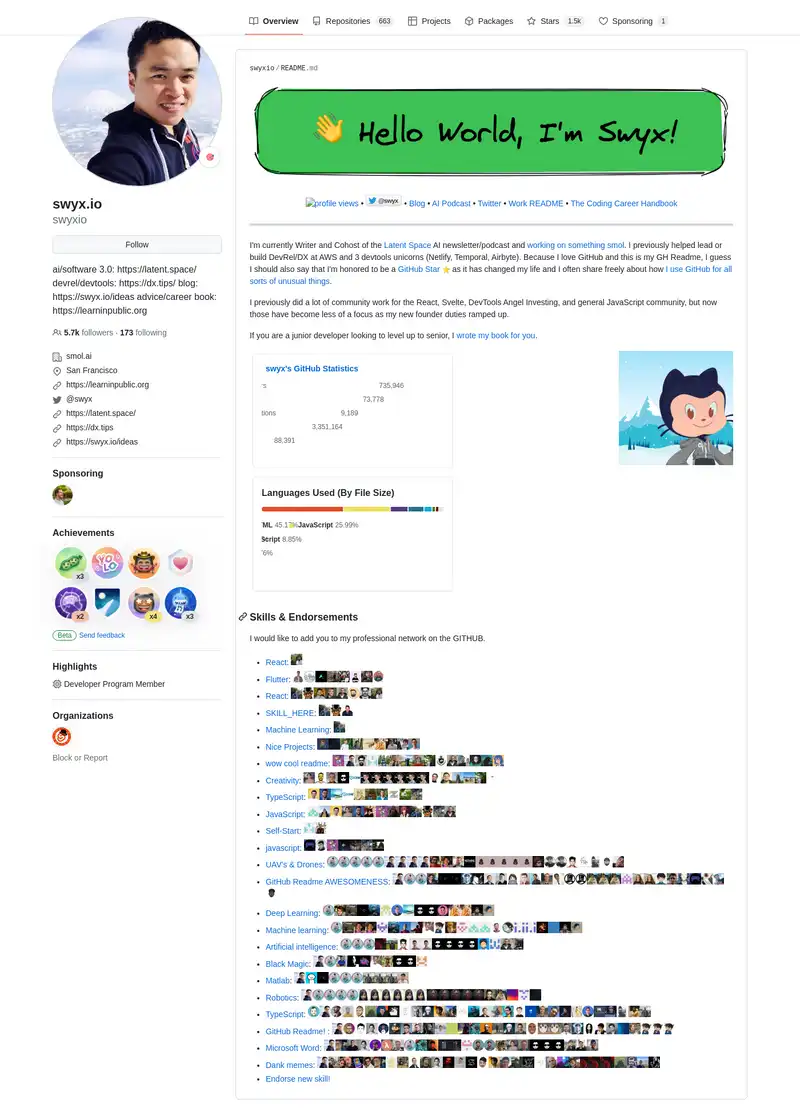 Overview
Repositories 663
Projects
Packages
Stars 1.5k
Sponsoring 1
swyx.io
swyxio
Follow
ai/software 3.0: https://latent.space/
devrel/devtools: https://dx.tips/ blog:
https://swyx.io/ideas advice/career book:
https://learninpublic.org
5.7k followers · 173 following
smol.ai
San Francisco
https://learninpublic.org
@swyx
https://latent.space/
https://dx.tips
https://swyx.io/ideas
Sponsoring
Achievements
x3
YOLO
x2
x4
x3
Beta Send feedback
Highlights
Developer Program Member
Organizations
Block or Report
swyxio / README.md
👋 Hello World, I'm Swyx!
profile views • @swyx • Blog • AI Podcast • Twitter • Work README • The Coding Career Handbook
I'm currently Writer and Cohost of the Latent Space AI newsletter/podcast and working on something smol. I previously helped lead or
build DevRel/DX at AWS and 3 devtools unicorns (Netlify, Temporal, Airbyte). Because I love GitHub and this is my GH Readme, I guess
I should also say that I'm honored to be a GitHub Star ⭐ as it has changed my life and I often share freely about how I use GitHub for all
sorts of unusual things.
I previously did a lot of community work for the React, Svelte, DevTools Angel Investing, and general JavaScript community, but now
those have become less of a focus as my new founder duties ramped up.
If you are a junior developer looking to level up to senior, I wrote my book for you.
swyx's GitHub Statistics
735,946
73,778
tions 9,189
3,351,164
88,391
Languages Used (By File Size)
JavaScript 25.99%
8.85%
Skills & Endorsements
I would like to add you to my professional network on the GITHUB.
• React:
• Flutter:
• React:
• SKILL_HERE:
• Machine Learning:
• Nice Projects:
• wow cool readme:
• Creativity:
• TypeScript:
• JavaScript:
• Self-Start:
• javascript:
• UAV's & Drones:
• GitHub Readme AWESOMENESS:
• Deep Learning:
• Machine learning:
• Artificial intelligence:
• Black Magic:
• Matlab:
• Robotics:
• TypeScript:
• GitHub Readme! :
• Microsoft Word:
• Dank memes:
• Endorse new skill!